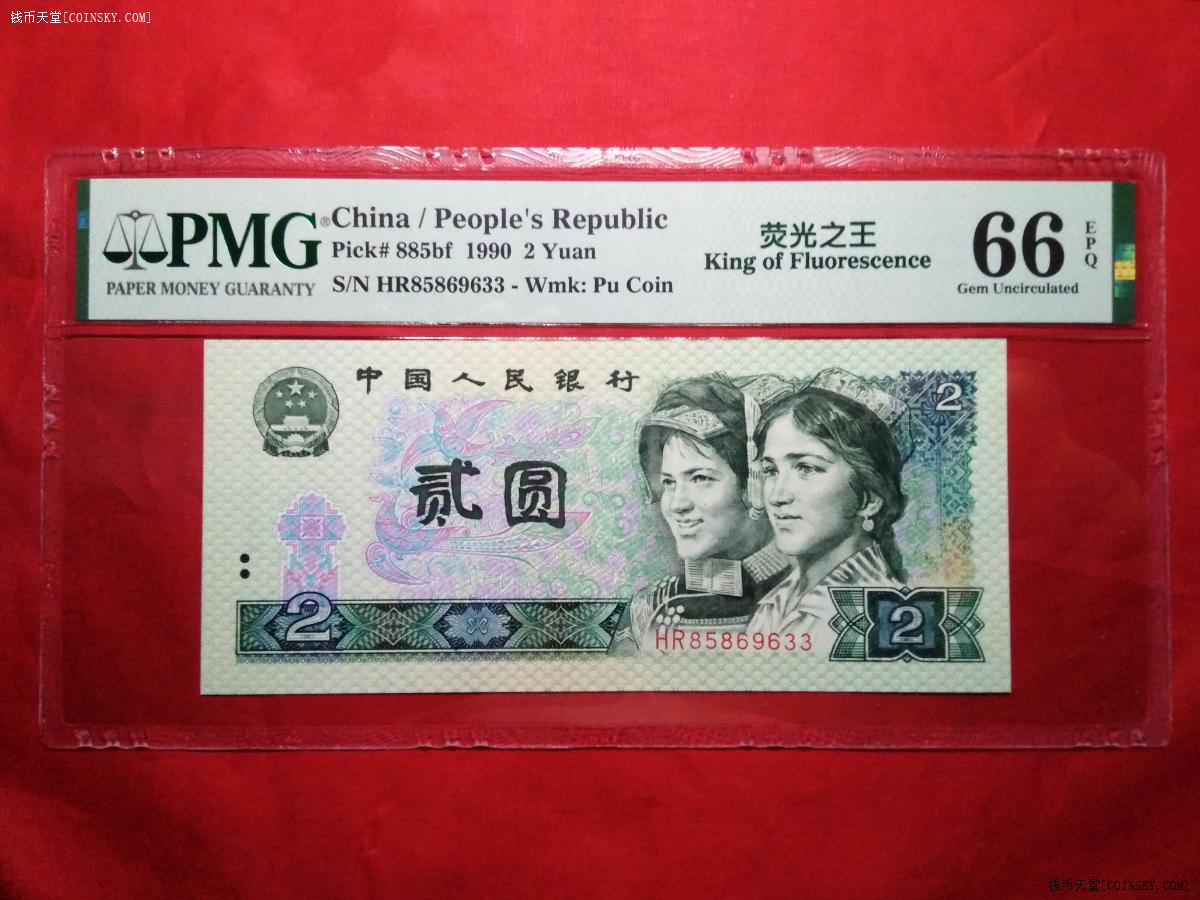 钱币天堂[COINSKY.COM]
PMG®
PAPER MONEY GUARANTY
China / People's Republic
Pick# 885bf 1990 2 Yuan
S/N HR85869633 - Wmk: Pu Coin
荧光之王
King of Fluorescence
66
EPQ
Gem Uncirculated
中国人民银行
2
贰圆
2
HR85869633
2
钱币天堂[COINSKY.COM]